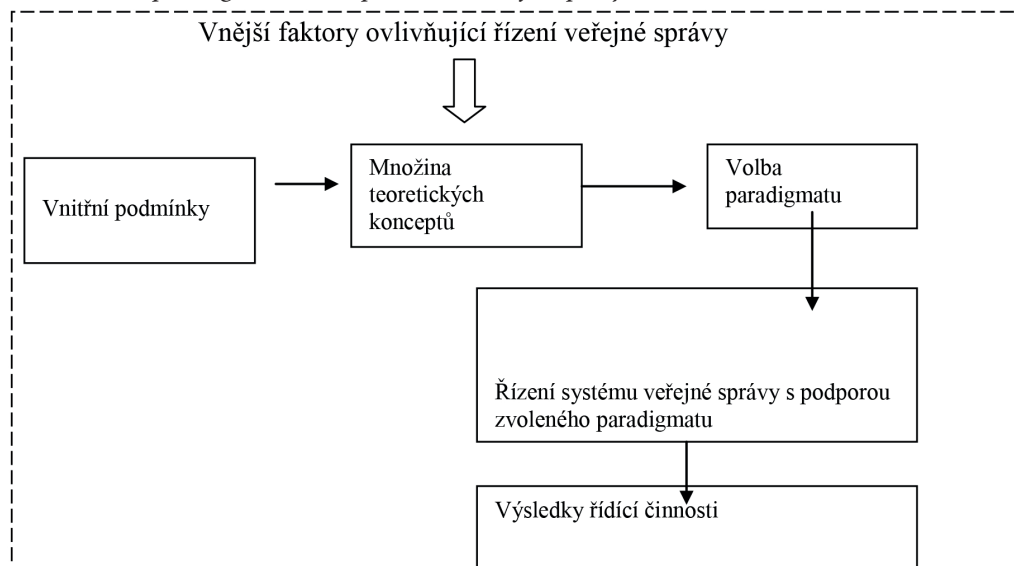 Vnější faktory ovlivňující řízení veřejné správy
Vnitřní podmínky
Množina
teoretických
konceptů
Volba
paradigmatu
Řízení systému veřejné správy s podporou
zvoleného paradigmatu
Výsledky řídící činnosti